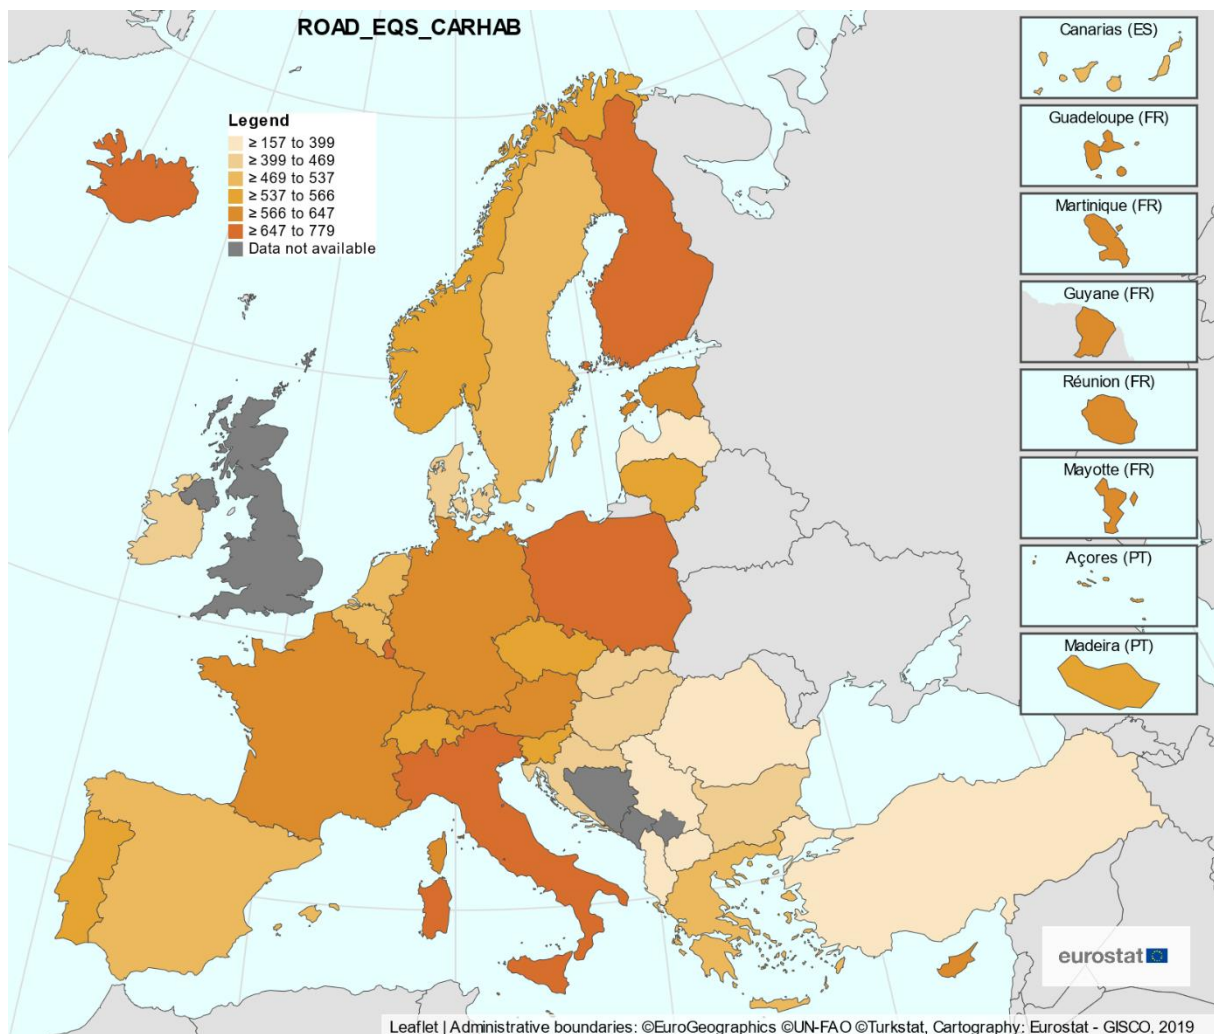 ROAD_EQS_CARHAB
Legend
≥ 157 to 399
≥ 399 to 469
≥ 469 to 537
≥ 537 to 566
≥ 566 to 647
≥ 647 to 779
Data not available
Canarias (ES)
Guadeloupe (FR)
Martinique (FR)
Guyane (FR)
Réunion (FR)
Mayotte (FR)
Açores (PT)
Madeira (PT)
eurostat
Leaflet | Administrative boundaries: ©EuroGeographics ©UN-FAO ©Turkstat, Cartography: Eurostat - GISCO, 2019